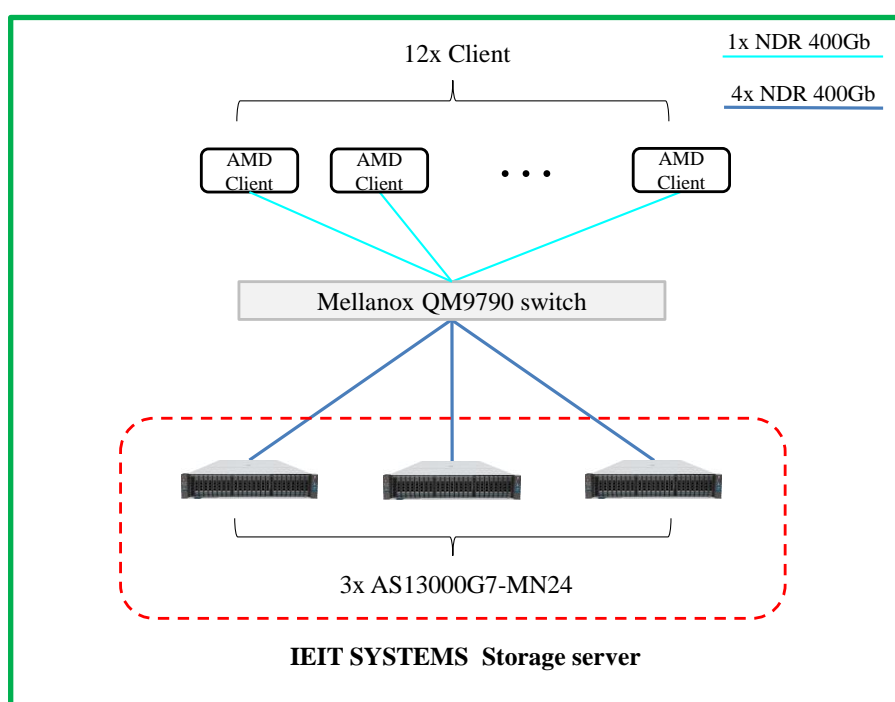 12x Client
1x NDR 400Gb
4x NDR 400Gb
AMD
Client
AMD
Client
• • •
AMD
Client
Mellanox QM9790 switch
3x AS13000G7-MN24
IEIT SYSTEMS Storage server